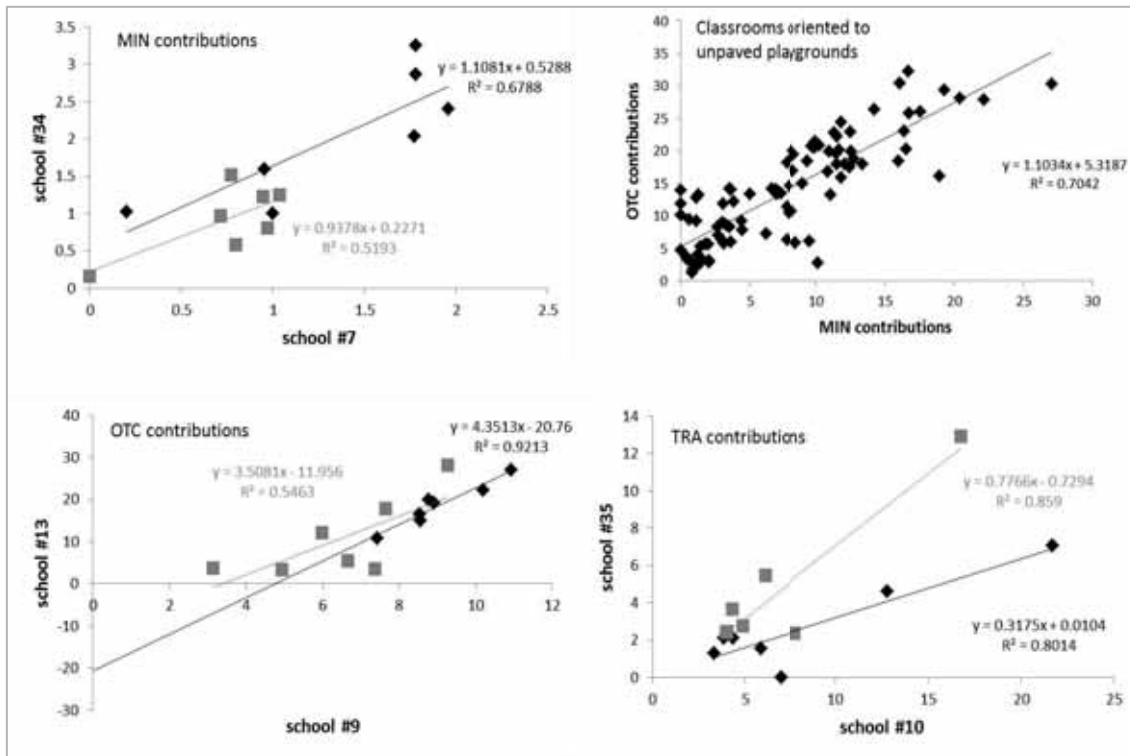 MIN contributions
3.5
3
2.5
2
1.5
1
0.5
0
0
0.5
1
1.5
2
2.5
y = 1.1081x + 0.5288
R² = 0.6788
y = 0.9378x + 0.2271
R² = 0.5193
school #34
school #7
Classrooms oriented to
unpaved playgrounds
40
35
30
25
20
15
10
5
0
0
5
10
15
20
25
30
y = 1.1034x + 5.3187
R² = 0.7042
OTC contributions
MIN contributions
OTC contributions
40
30
20
10
0
-10
-20
-30
0
2
4
6
8
10
12
y = 4.3513x - 20.76
R² = 0.9213
y = 3.5081x - 11.956
R² = 0.5463
school #13
school #9
TRA contributions
14
12
10
8
6
4
2
0
0
5
10
15
20
25
y = 0.7766x - 0.7294
R² = 0.859
y = 0.3175x + 0.0104
R² = 0.8014
school #35
school #10